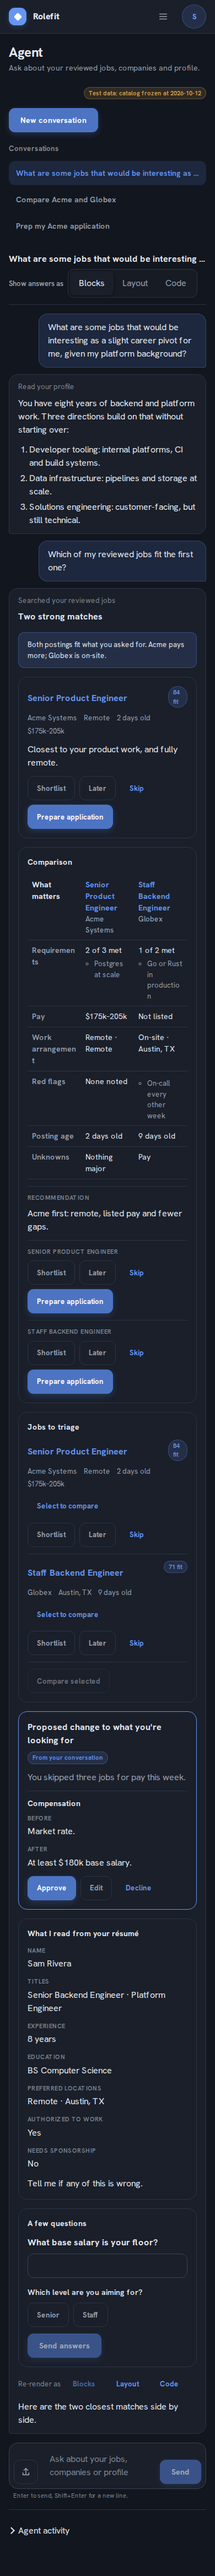 Rolefit
S
Agent
Ask about your reviewed jobs, companies and profile.
Test data: catalog frozen at 2026-10-12
New conversation
Conversations
What are some jobs that would be interesting as ...
Compare Acme and Globex
Prep my Acme application
What are some jobs that would be interesting ...
Show answers as
Blocks
Layout
Code
What are some jobs that would be
interesting as a slight career pivot for
me, given my platform background?
Read your profile
You have eight years of backend and platform
work. Three directions build on that without
starting over:
1. Developer tooling: internal platforms, CI
and build systems.
2. Data infrastructure: pipelines and storage at
scale.
3. Solutions engineering: customer-facing, but
still technical.
Which of my reviewed jobs fit the first
one?
Searched your reviewed jobs
Two strong matches
Both postings fit what you asked for. Acme pays
more; Globex is on-site.
Senior Product Engineer
84
fit
Acme Systems Remote 2 days old
$175k–205k
Closest to your product work, and fully
remote.
Shortlist
Later
Skip
Prepare application
Comparison
What
matters
Senior
Product
Engineer
Acme
Systems
Staff
Backend
Engineer
Globex
Requiremen
ts
2 of 3 met
Postgres
at scale
1 of 2 met
Go or Rust
in
productio
n
Pay
$175k–205k
Not listed
Work
arrangemen
t
Remote ·
Remote
On-site ·
Austin, TX
Red flags
None noted
On-call
every
other
week
Posting age
2 days old
9 days old
Unknowns
Nothing
major
Pay
RECOMMENDATION
Acme first: remote, listed pay and fewer
gaps.
SENIOR PRODUCT ENGINEER
Shortlist
Later
Skip
Prepare application
STAFF BACKEND ENGINEER
Shortlist
Later
Skip
Prepare application
Jobs to triage
Senior Product Engineer
84
fit
Acme Systems Remote 2 days old
$175k–205k
Select to compare
Shortlist
Later
Skip
Staff Backend Engineer
71 fit
Globex Austin, TX 9 days old
Select to compare
Shortlist
Later
Skip
Compare selected
Proposed change to what you're
looking for
From your conversation
You skipped three jobs for pay this week.
Compensation
BEFORE
Market rate.
AFTER
At least $180k base salary.
Approve
Edit
Decline
What I read from your résumé
NAME
Sam Rivera
TITLES
Senior Backend Engineer · Platform
Engineer
EXPERIENCE
8 years
EDUCATION
BS Computer Science
PREFERRED LOCATIONS
Remote · Austin, TX
AUTHORIZED TO WORK
Yes
NEEDS SPONSORSHIP
No
Tell me if any of this is wrong.
A few questions
What base salary is your floor?
Which level are you aiming for?
Senior
Staff
Send answers
Re-render as
Blocks
Layout
Code
Here are the two closest matches side by
side.
Ask about your jobs,
companies or profile
Send
Enter to send, Shift+Enter for a new line.
Agent activity